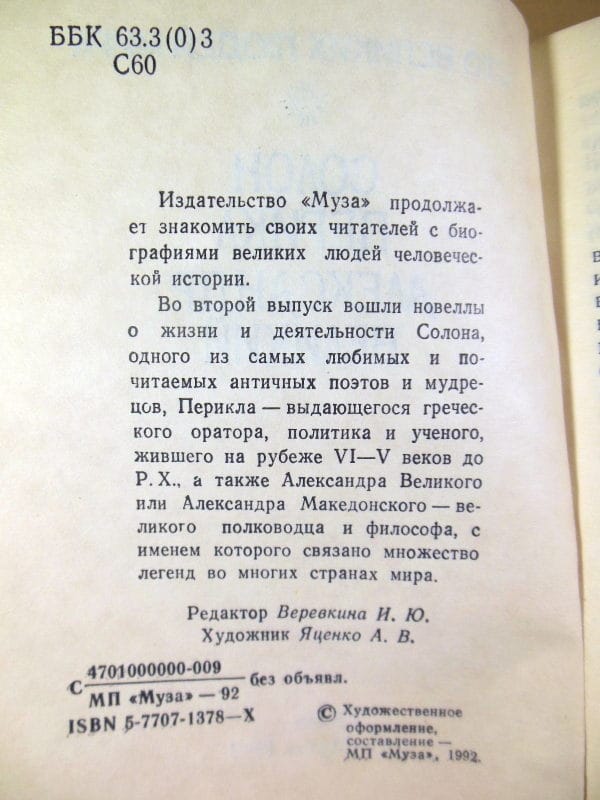 ББК 63.3(0)3
С60
Издательство «Муза» продолжа-
ет знакомить своих читателей с био-
графиями великих людей человечес-
кой истории.
Во второй выпуск вошли новеллы
о жизни и деятельности Солона,
одного из самых любимых и по-
читаемых античных поэтов и мудре-
цов, Перикла — выдающегося гречес-
кого оратора, политика и ученого,
жившего на рубеже VI—V веков до
Р. Х., а также Александра Великого
или Александра Македонского — ве-
ликого полководца и философа, с
именем которого связано множество
легенд во многих странах мира.
Редактор Веревкина И. Ю.
Художник Яценко А. В.
С 4701000000-009 без объявл.
МП «Муза» — 92
ISBN 5-7707-1378—X
© Художественное
оформление,
составление —
МП «Муза», 1992.